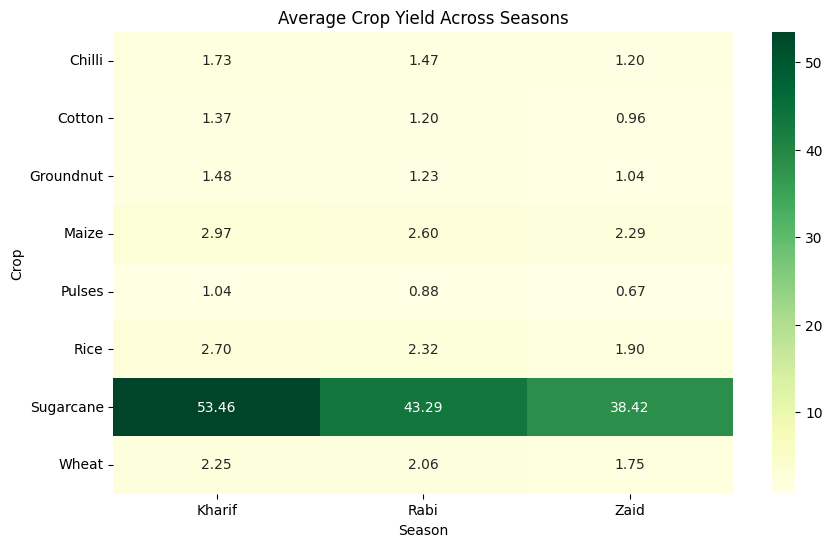 Average Crop Yield Across Seasons
Chilli 1.73 1.47 1.20
Cotton 1.37 1.20 0.96
Groundnut 1.48 1.23 1.04
Maize 2.97 2.60 2.29
Pulses 1.04 0.88 0.67
Rice 2.70 2.32 1.90
Sugarcane 53.46 43.29 38.42
Wheat 2.25 2.06 1.75
Kharif Rabi Zaid
Season
Crop
50
40
30
20
10